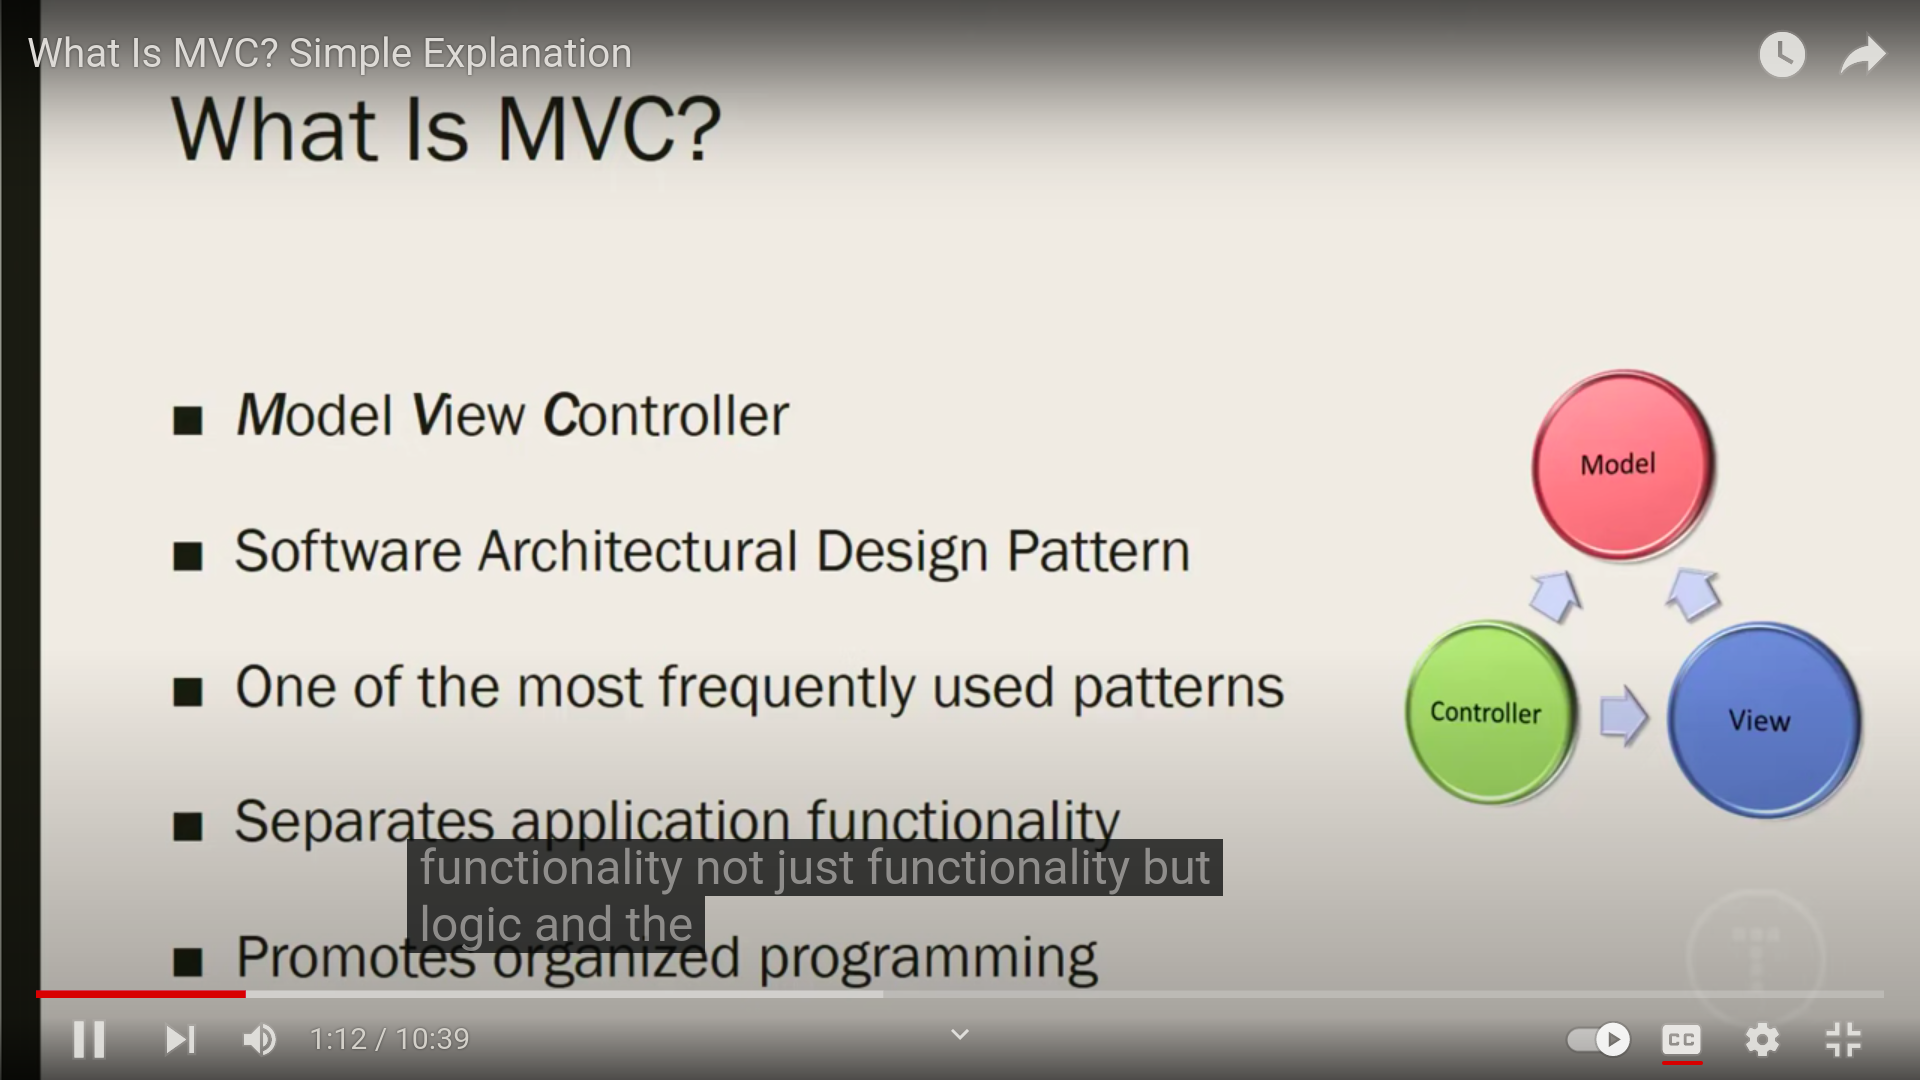 What Is MVC? Simple Explanation
What Is MVC?
■ Model View Controller
■ Software Architectural Design Pattern
■ One of the most frequently used patterns
■ Separates application functionality
functionality not just functionality but
logic and the
■ Promotes organized programming
Model
Controller
View
1:12 / 10:39
CC